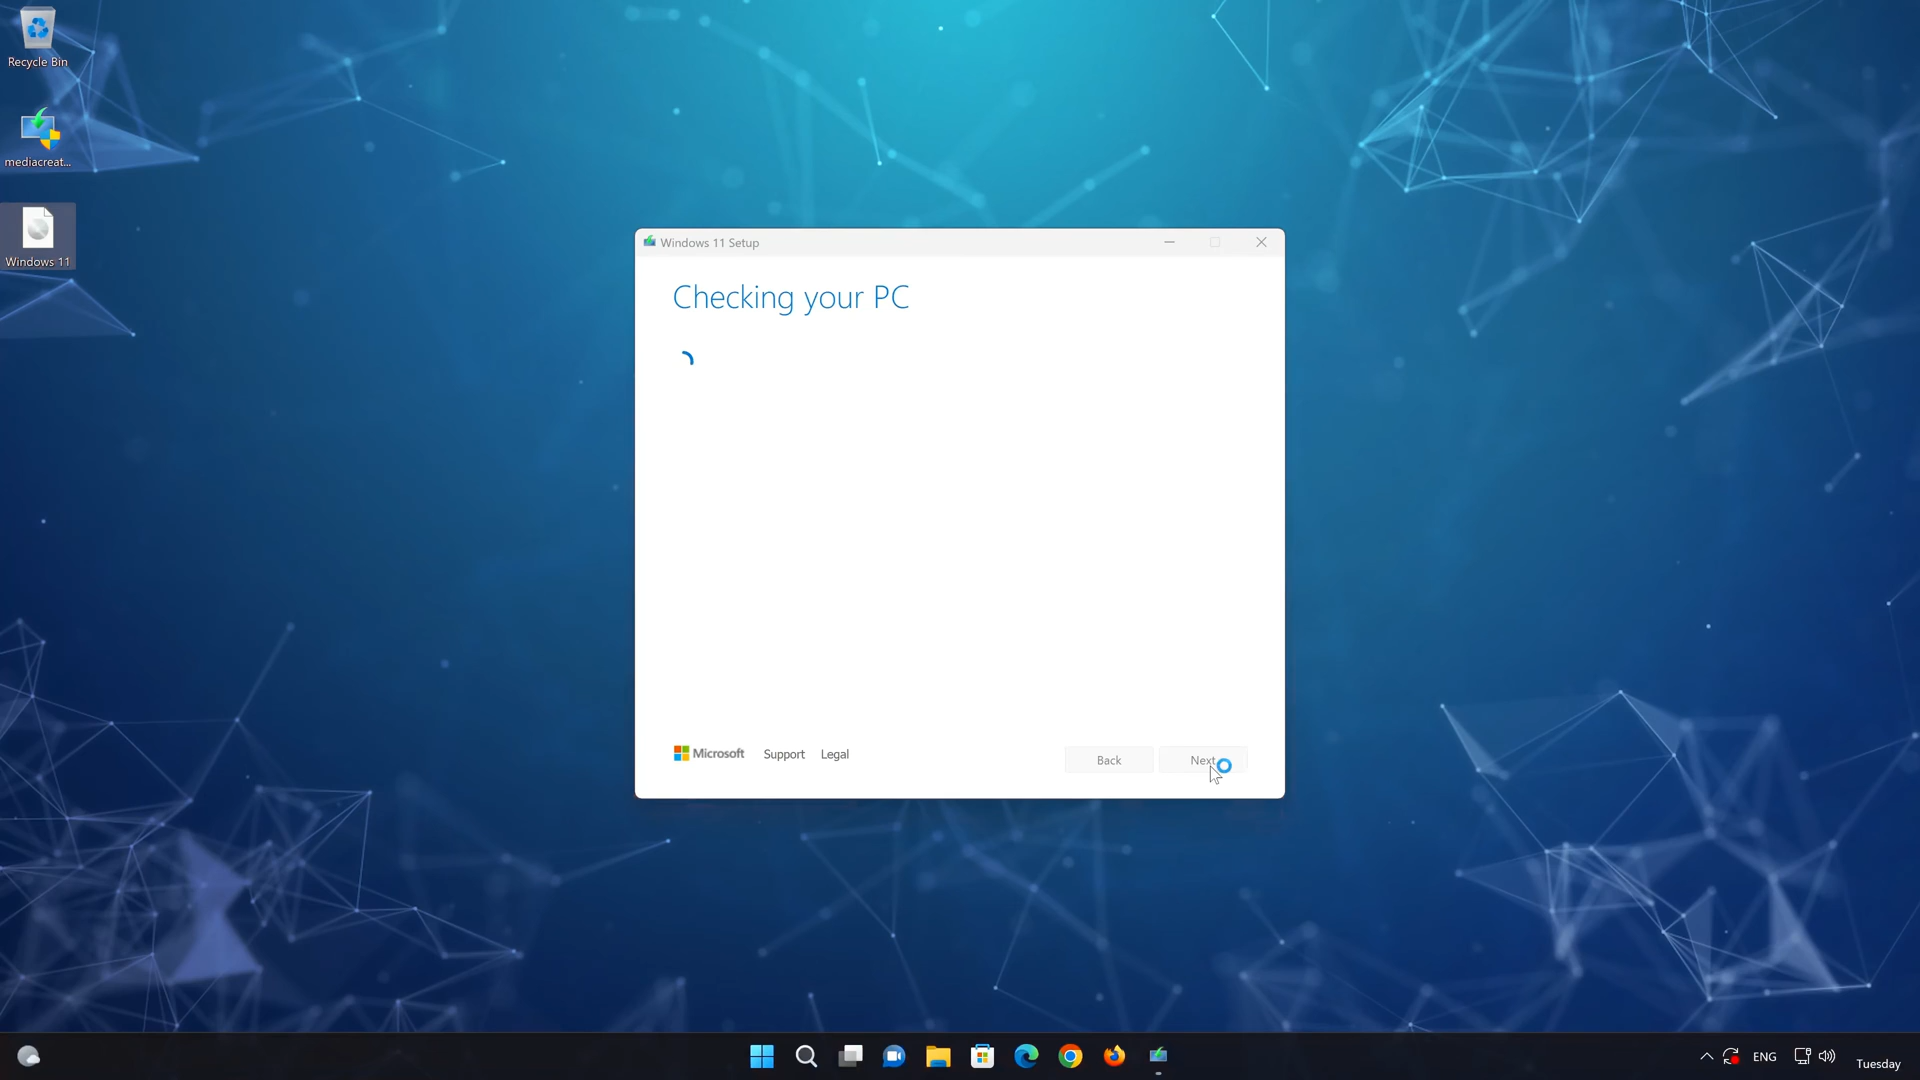 Recycle Bin
mediacreat...
Windows 11
Windows 11 Setup
Checking your PC
Microsoft
Support
Legal
Back
Next
ENG
Tuesday